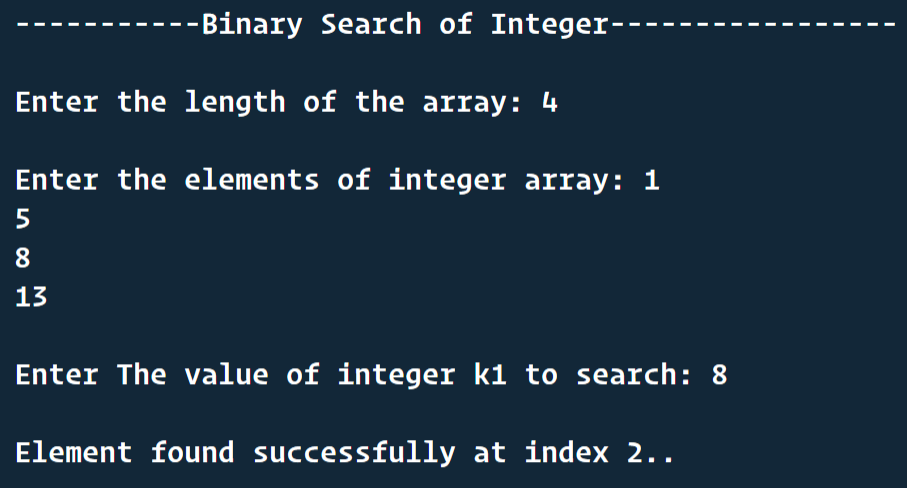 -----------Binary Search of Integer-----------------
Enter the length of the array: 4
Enter the elements of integer array: 1
5
8
13
Enter The value of integer k1 to search: 8
Element found successfully at index 2..